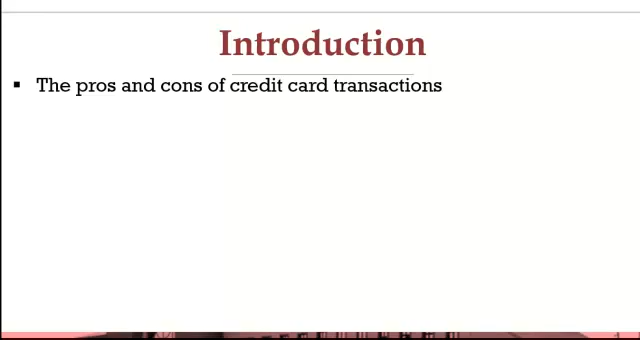 Introduction
▪ The pros and cons of credit card transactions